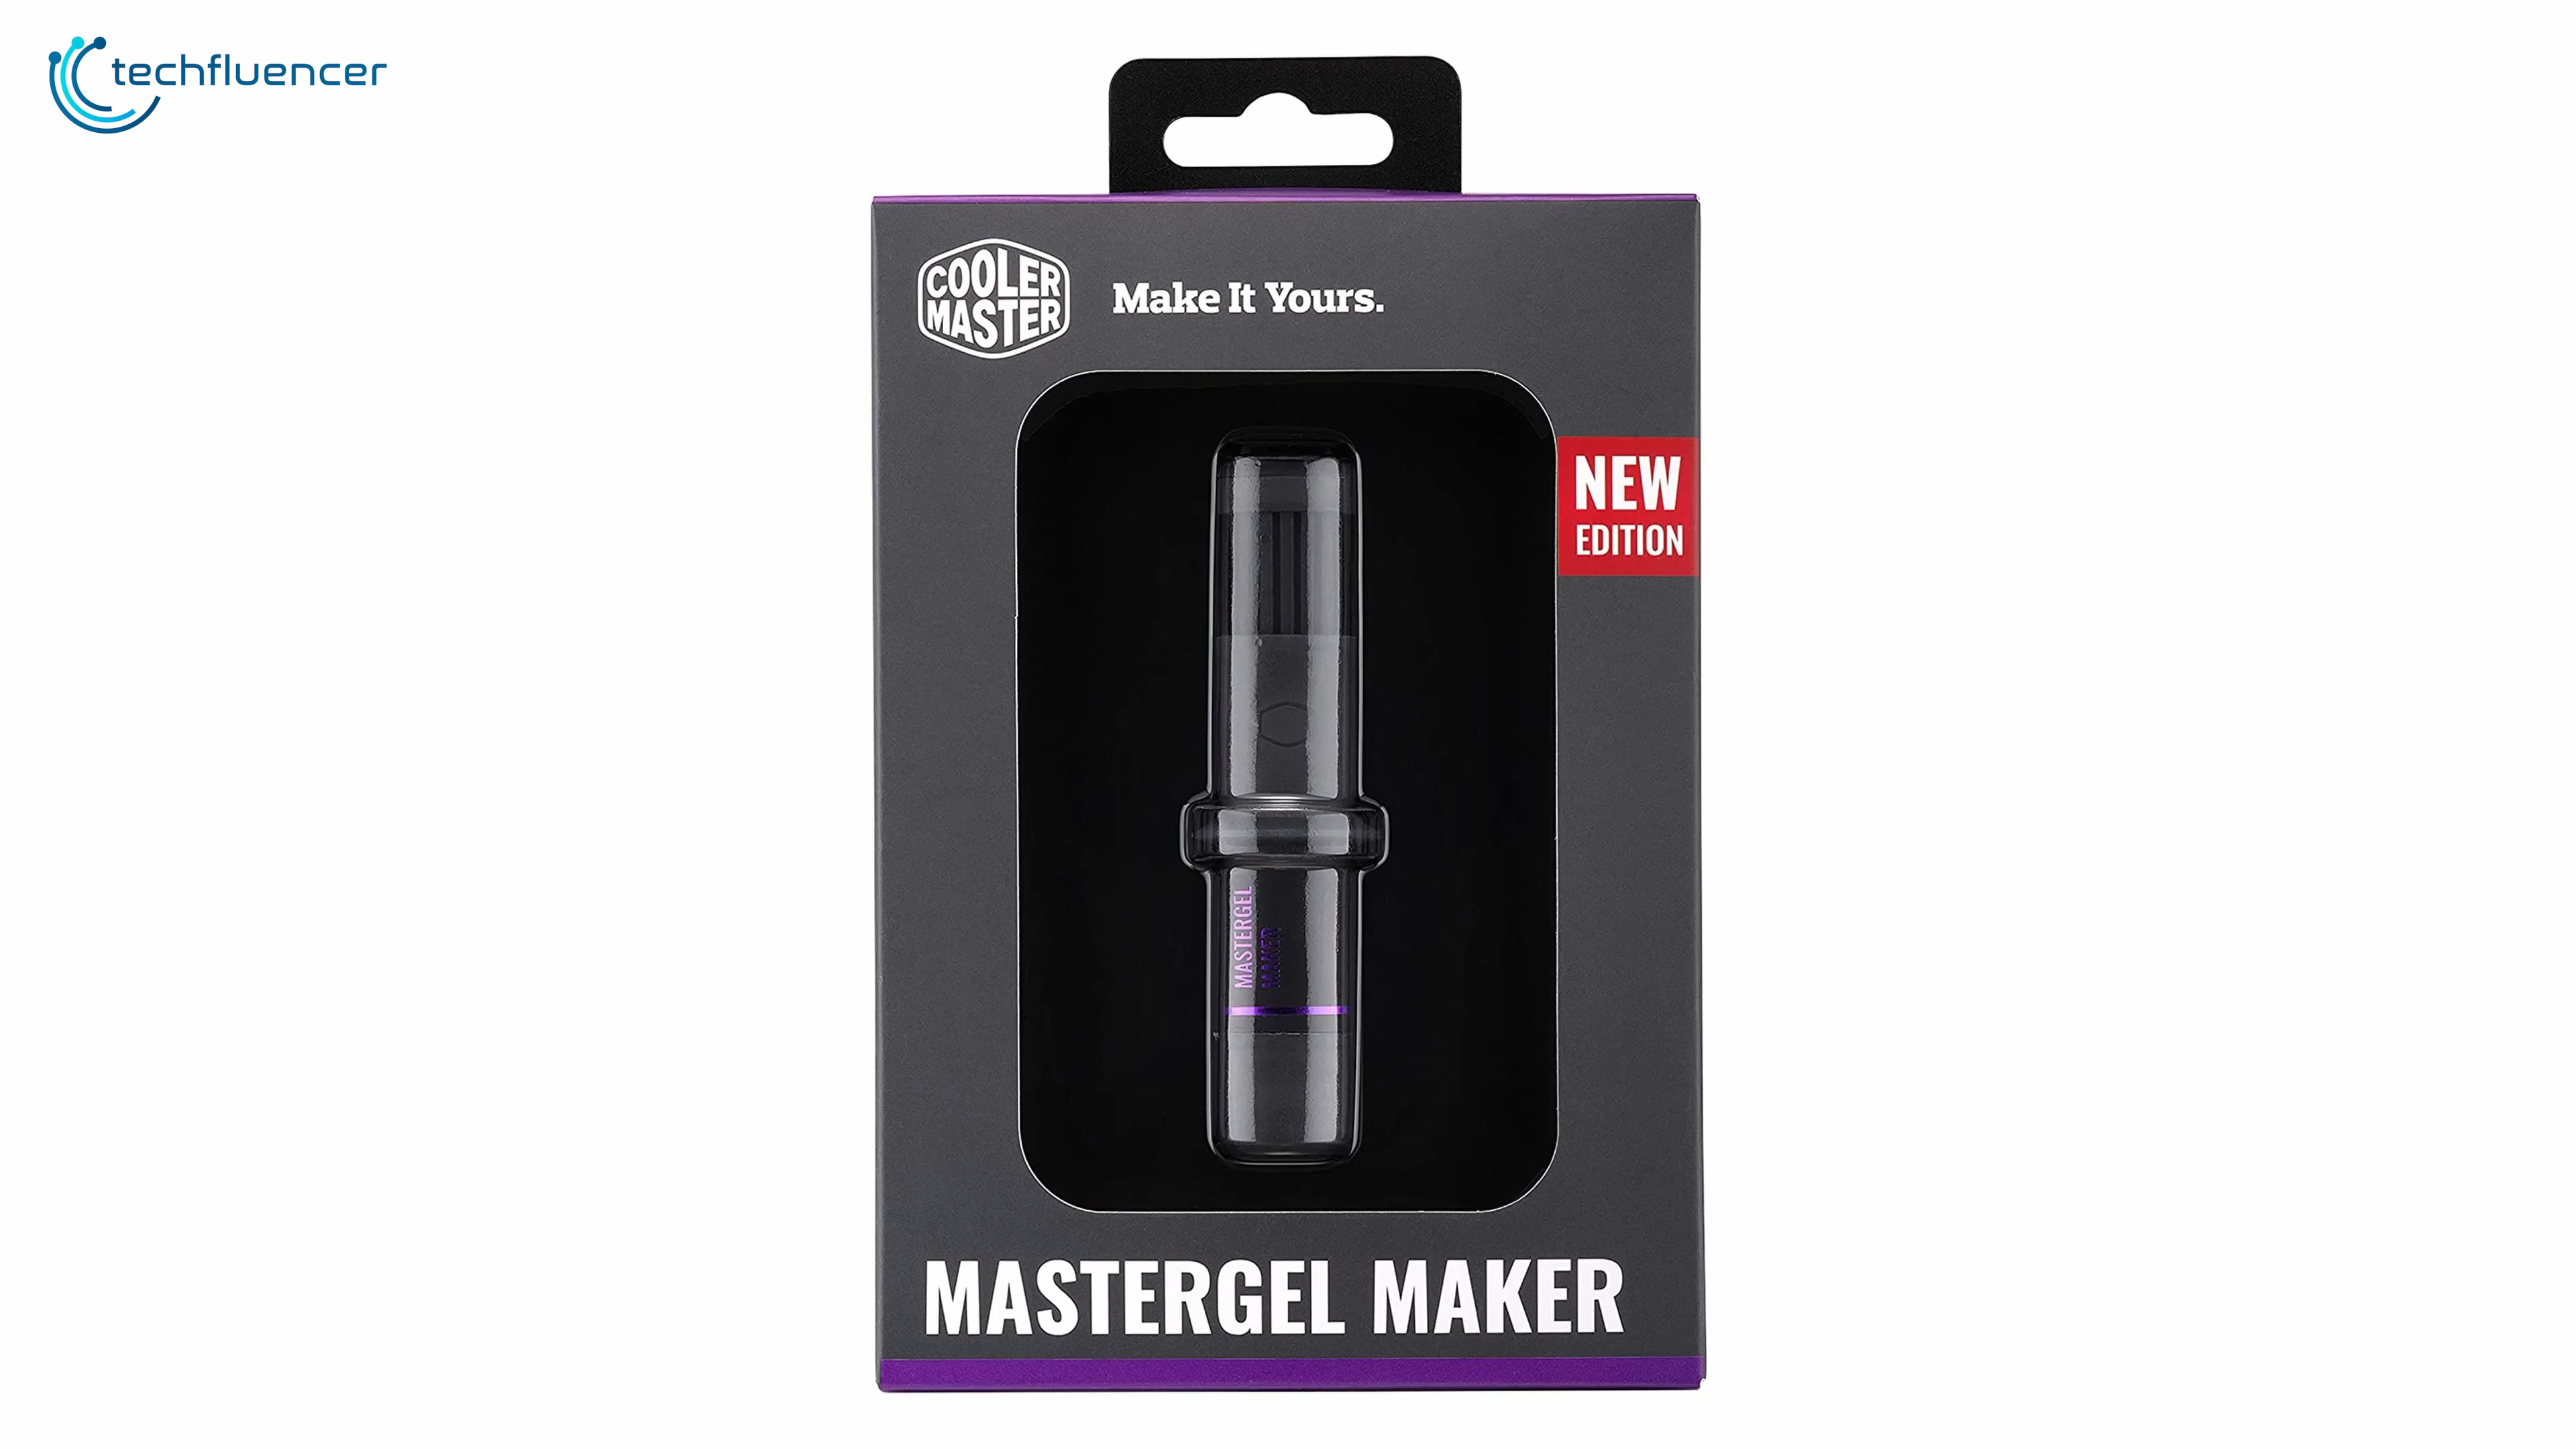 techfluencer
COOLER
MASTER
Make It Yours.
NEW
EDITION
MASTERGEL
MAKER
MASTERGEL MAKER